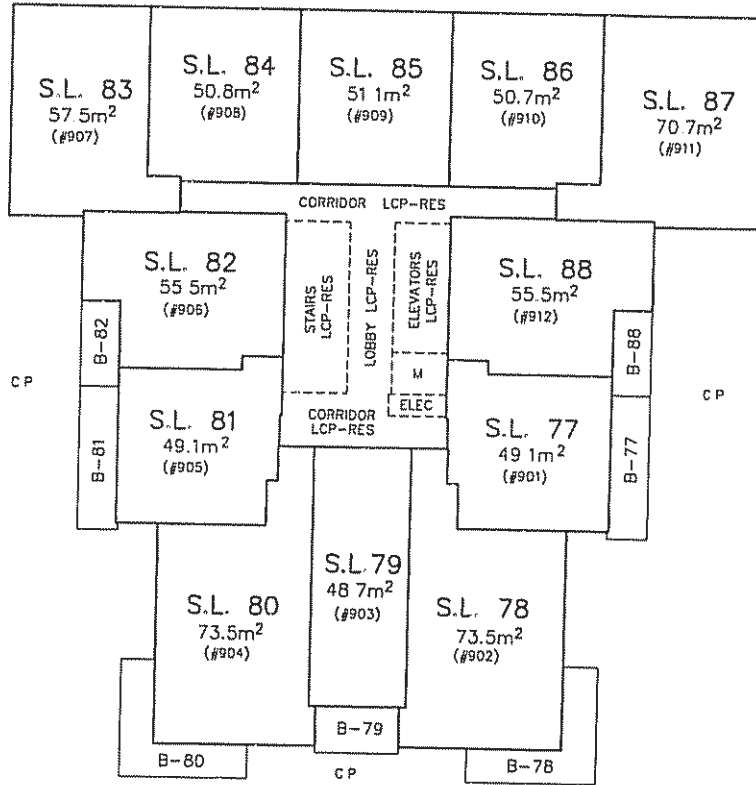 S.L. 83
57.5m²
(#907)
S.L. 84
50.8m²
(#908)
S.L. 85
51 1m²
(#909)
S.L. 86
50.7m²
(#910)
S.L. 87
70.7m²
(#911)
CORRIDOR LCP-RES
S.L. 82
55 5m²
(#906)
STAIRS
LCP-RES
LOBBY LCP-RES
ELEVATORS
LCP-RES
S.L. 88
55.5m²
(#912)
B-82
B-88
CP
M
CP
ELEC
S.L. 81
49.1m²
(#905)
CORRIDOR
LCP-RES
S.L. 77
49 1m²
(#901)
B-81
B-77
S.L. 80
73.5m²
(#904)
S.L. 79
48 7m²
(#903)
S.L. 78
73.5m²
(#902)
B-79
B-80
B-78
CP